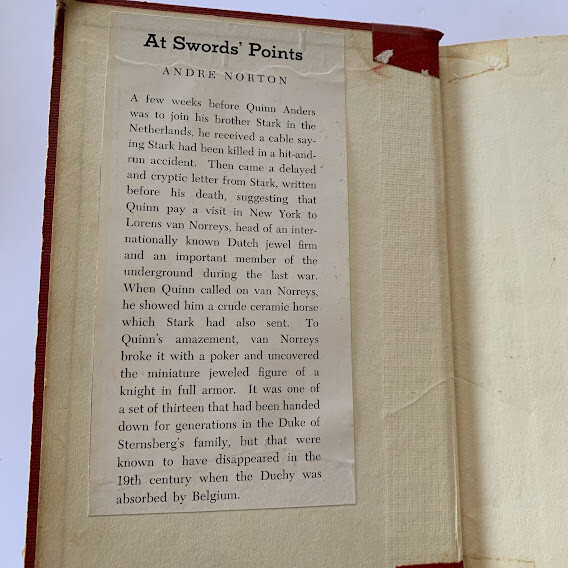 At Swords' Points
ANDRE NORTON
A few weeks before Quinn Anders
was to join his brother Stark in the
Netherlands, he received a cable say-
ing Stark had been killed in a hit-and-
run accident. Then came a delayed
and cryptic letter from Stark, written
before his death, suggesting that
Quinn pay a visit in New York to
Lorens van Norreys, head of an inter-
nationally known Dutch jewel firm
and an important member of the
underground during the last war.
When Quinn called on van Norreys,
he showed him a crude ceramic horse
which Stark had also sent. To
Quinn's amazement, van Norreys
broke it with a poker and uncovered
the miniature jeweled figure of a
knight in full armor. It was one of
a set of thirteen that had been handed
down for generations in the Duke of
Sternsberg's family, but that were
known to have disappeared in the
19th century when the Duchy was
absorbed by Belgium.